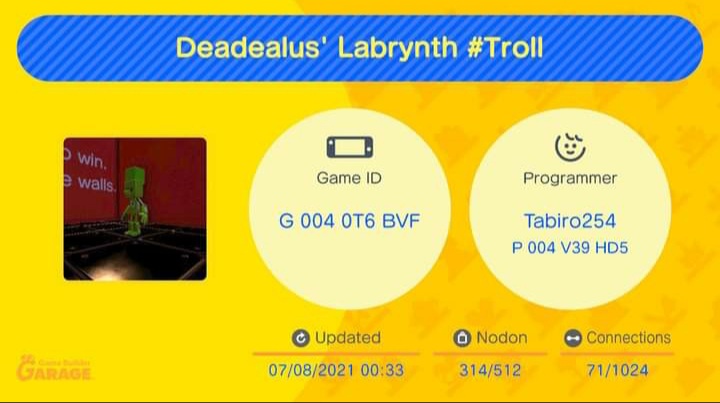 Deadealus' Labrynth #Troll
win,
walls.
Game ID
G 004 0T6 BVF
Programmer
Tabiro254
P 004 V39 HD5
Updated
Nodon
Connections
07/08/2021 00:33
314/512
71/1024
Game Builder
GARAGE